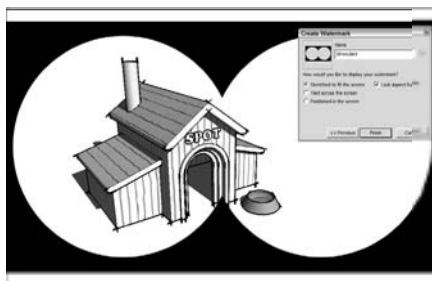 Create Watermark
Name
Binoculars
How would you like to display your watermark?
Stretched to fit the screen
Lock Aspect
Tiled across the screen
Positioned in the screen
<< Previous
Finish
SPOT